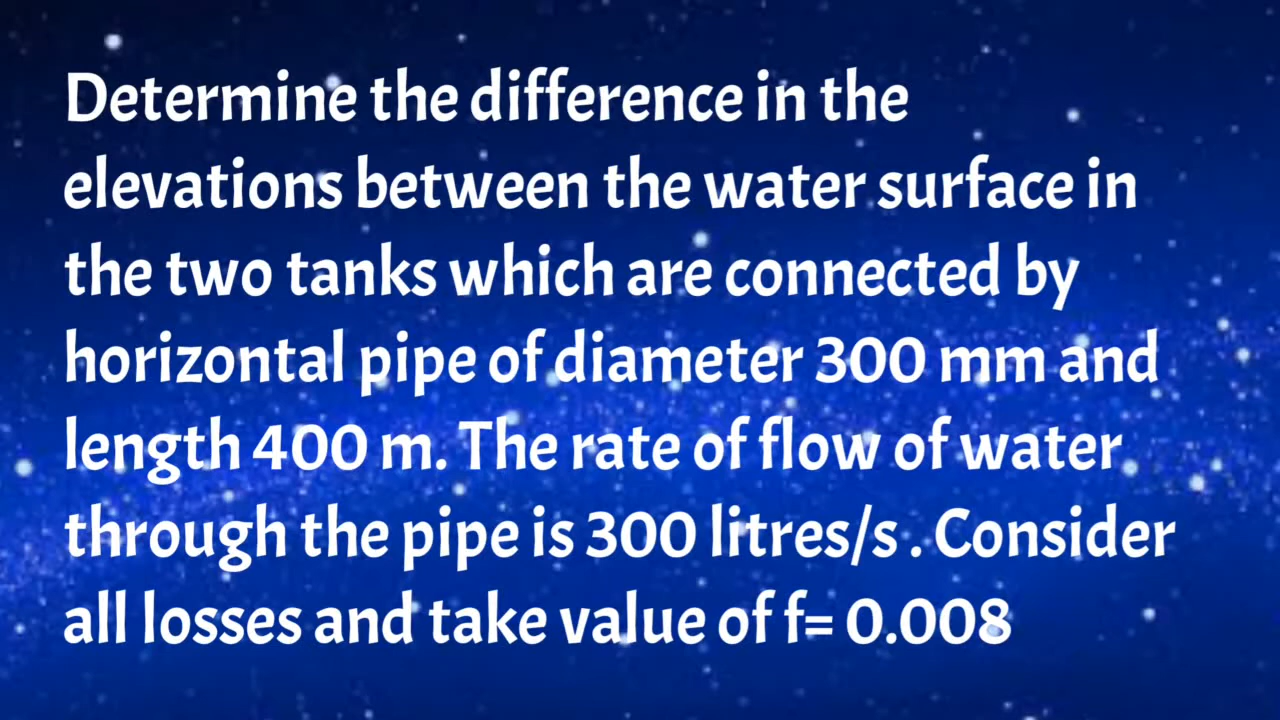 Determine the difference in the
elevations between the water surface in
the two tanks which are connected by
horizontal pipe of diameter 300 mm and
length 400 m. The rate of flow of water
through the pipe is 300 litres/s . Consider
all losses and take value of f= 0.008